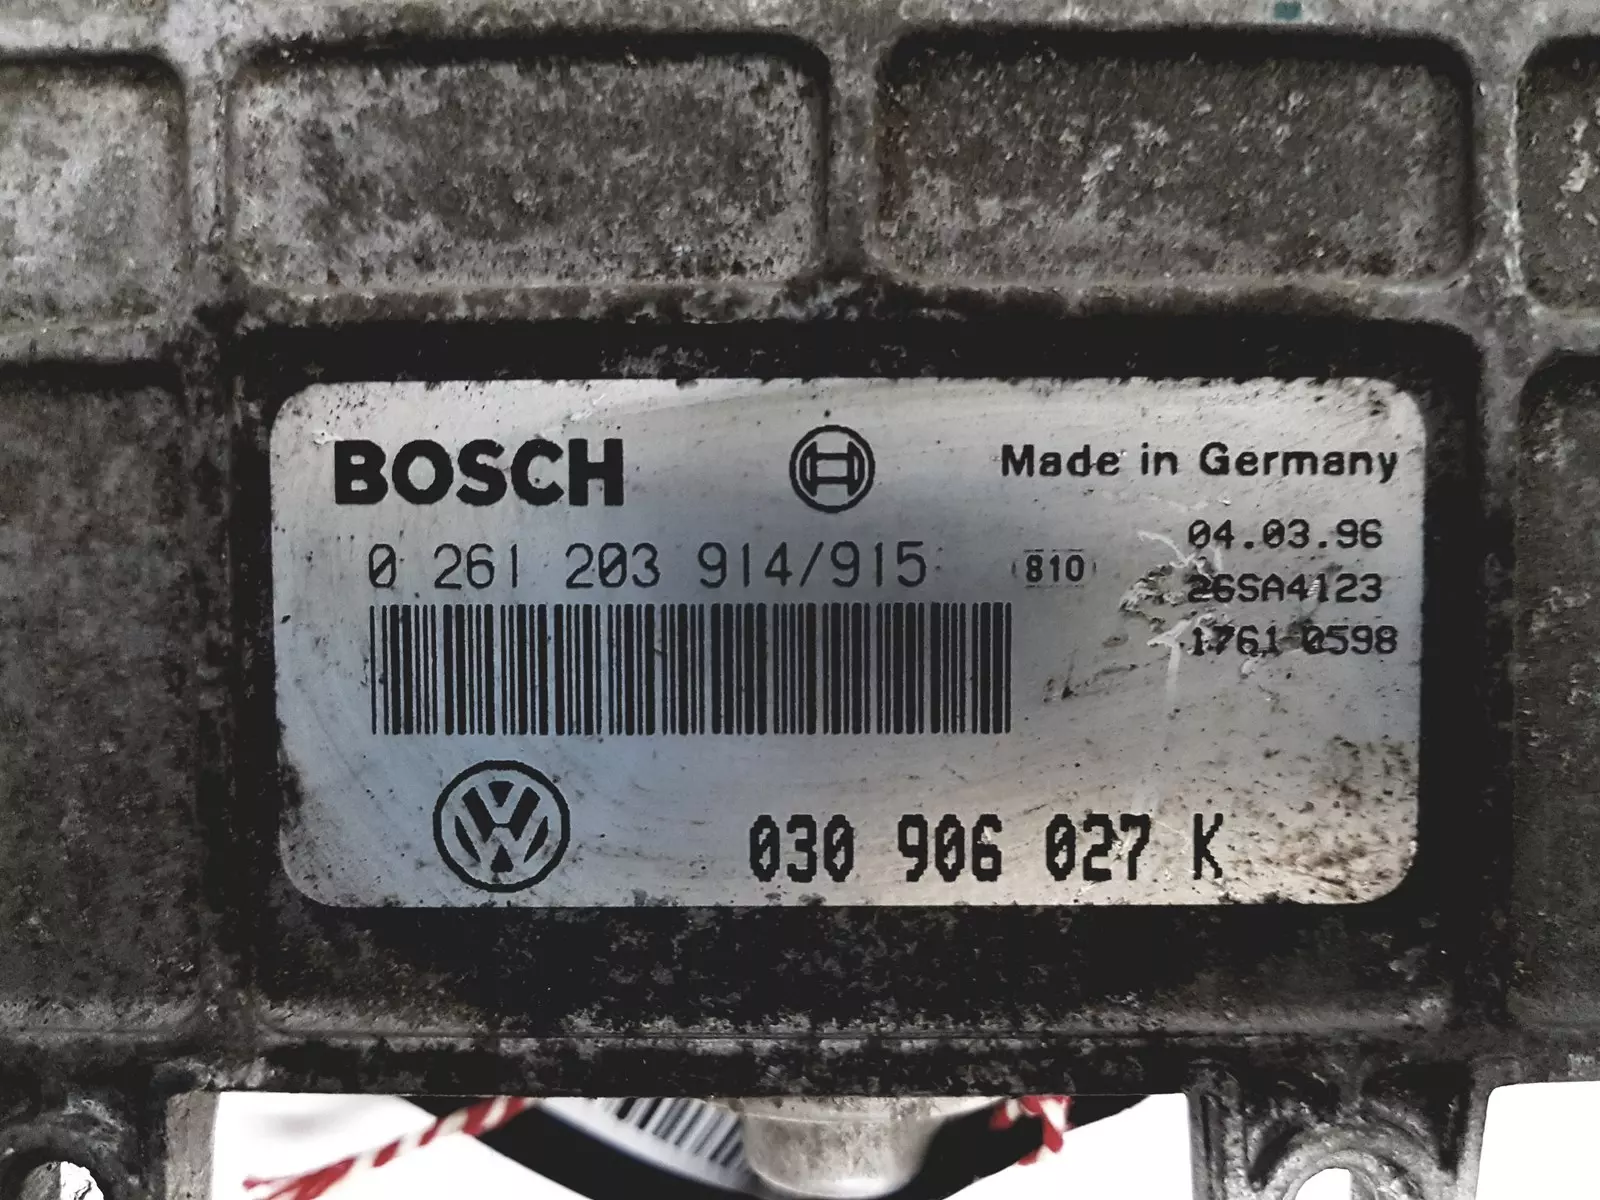 BOSCH
Made in Germany
0 261 203 914/915
810
04.03.96
26SA4123
1761 0598
030 906 027 K